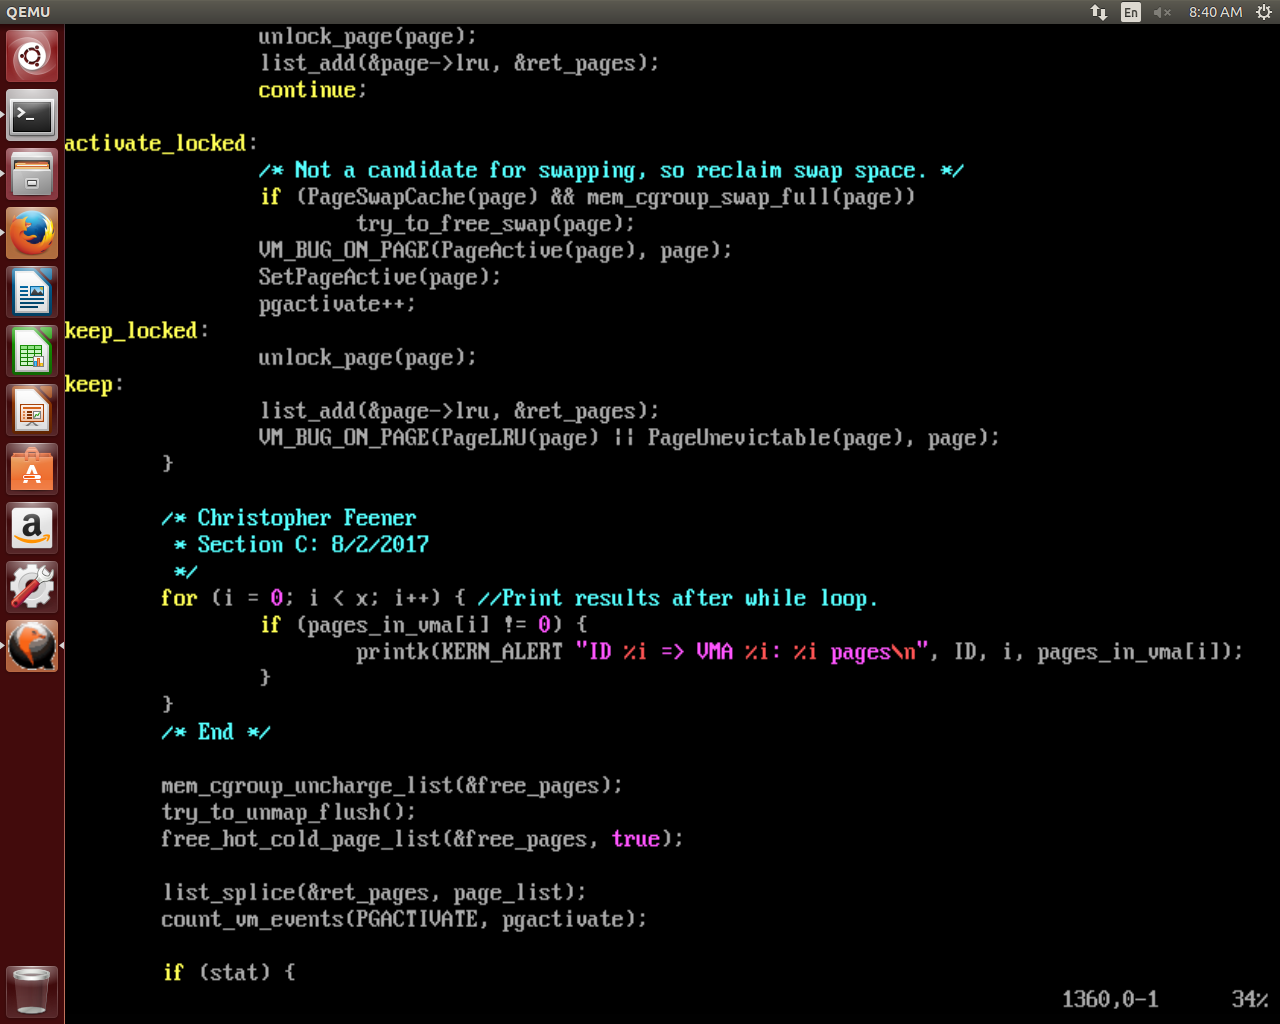 QEMU
En
8:40 AM
unlock_page(page);
list_add(&page->lru, &ret_pages);
continue;
activate_locked:
/* Not a candidate for swapping, so reclaim swap space. */
if (PageSwapCache(page) && mem_cgroup_swap_full(page))
try_to_free_swap(page);
VM_BUG_ON_PAGE(PageActive(page), page);
SetPageActive(page);
pgactivate++;
keep_locked:
unlock_page(page);
keep:
list_add(&page->lru, &ret_pages);
VM_BUG_ON_PAGE(PageLRU(page) || PageUnevictable(page), page);
}
/* Christopher Feener
* Section C: 8/2/2017
*/
for (i = 0; i < x; i++) { //Print results after while loop.
if (pages_in_vma[i] != 0) {
printk(KERN_ALERT "ID %i => VMA %i: %i pages\n", ID, i, pages_in_vma[i]);
}
}
/* End */
mem_cgroup_uncharge_list(&free_pages);
try_to_unmap_flush();
free_hot_cold_page_list(&free_pages, true);
list_splice(&ret_pages, page_list);
count_vm_events(PGACTIVATE, pgactivate);
if (stat) {
1360,0-1 34%